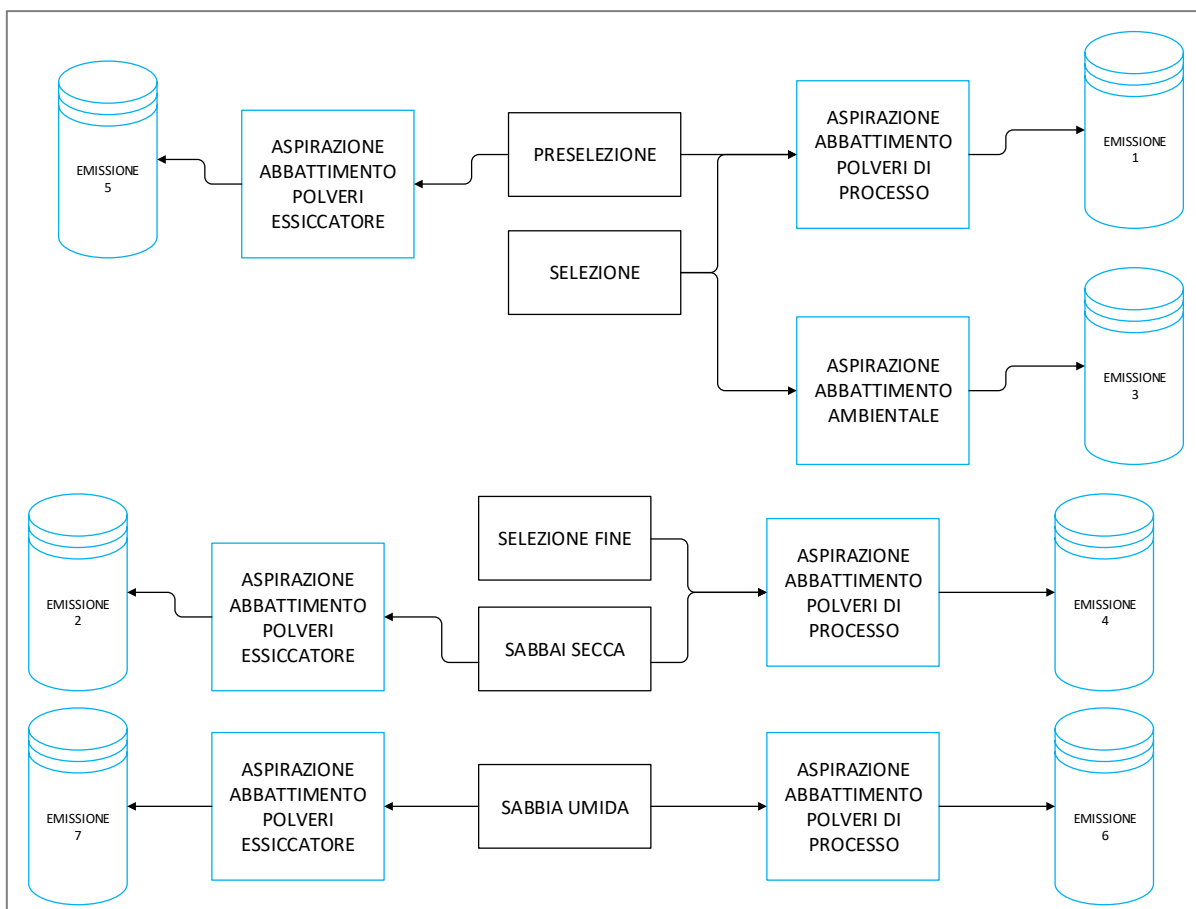 EMISSIONE
5
ASPIRAZIONE
ABBATTIMENTO
POLVERI
ESSICCATORE
PRESELEZIONE
SELEZIONE
ASPIRAZIONE
ABBATTIMENTO
POLVERI DI
PROCESSO
EMISSIONE
1
ASPIRAZIONE
ABBATTIMENTO
AMBIENTALE
EMISSIONE
3
EMISSIONE
2
ASPIRAZIONE
ABBATTIMENTO
POLVERI
ESSICCATORE
SELEZIONE FINE
SABBAI SECCA
ASPIRAZIONE
ABBATTIMENTO
POLVERI DI
PROCESSO
EMISSIONE
4
EMISSIONE
7
ASPIRAZIONE
ABBATTIMENTO
POLVERI
ESSICCATORE
SABBIA UMIDA
ASPIRAZIONE
ABBATTIMENTO
POLVERI DI
PROCESSO
EMISSIONE
6